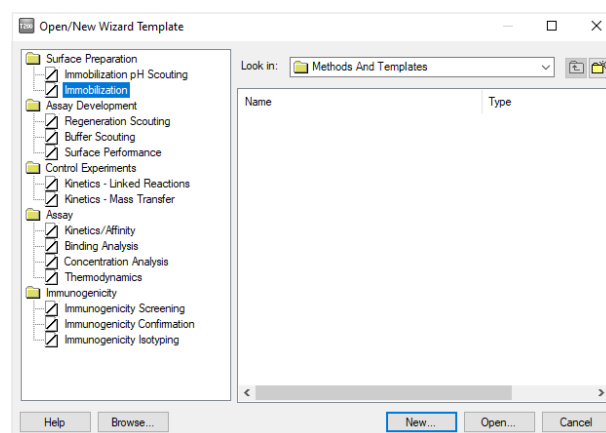 T200 Open/New Wizard Template
Surface Preparation
Immobilization pH Scouting
Immobilization
Assay Development
Regeneration Scouting
Buffer Scouting
Surface Performance
Control Experiments
Kinetics - Linked Reactions
Kinetics - Mass Transfer
Assay
Kinetics/Affinity
Binding Analysis
Concentration Analysis
Thermodynamics
Immunogenicity
Immunogenicity Screening
Immunogenicity Confirmation
Immunogenicity Isotyping
Look in: Methods And Templates
Name Type
Help Browse... New... Open... Cancel